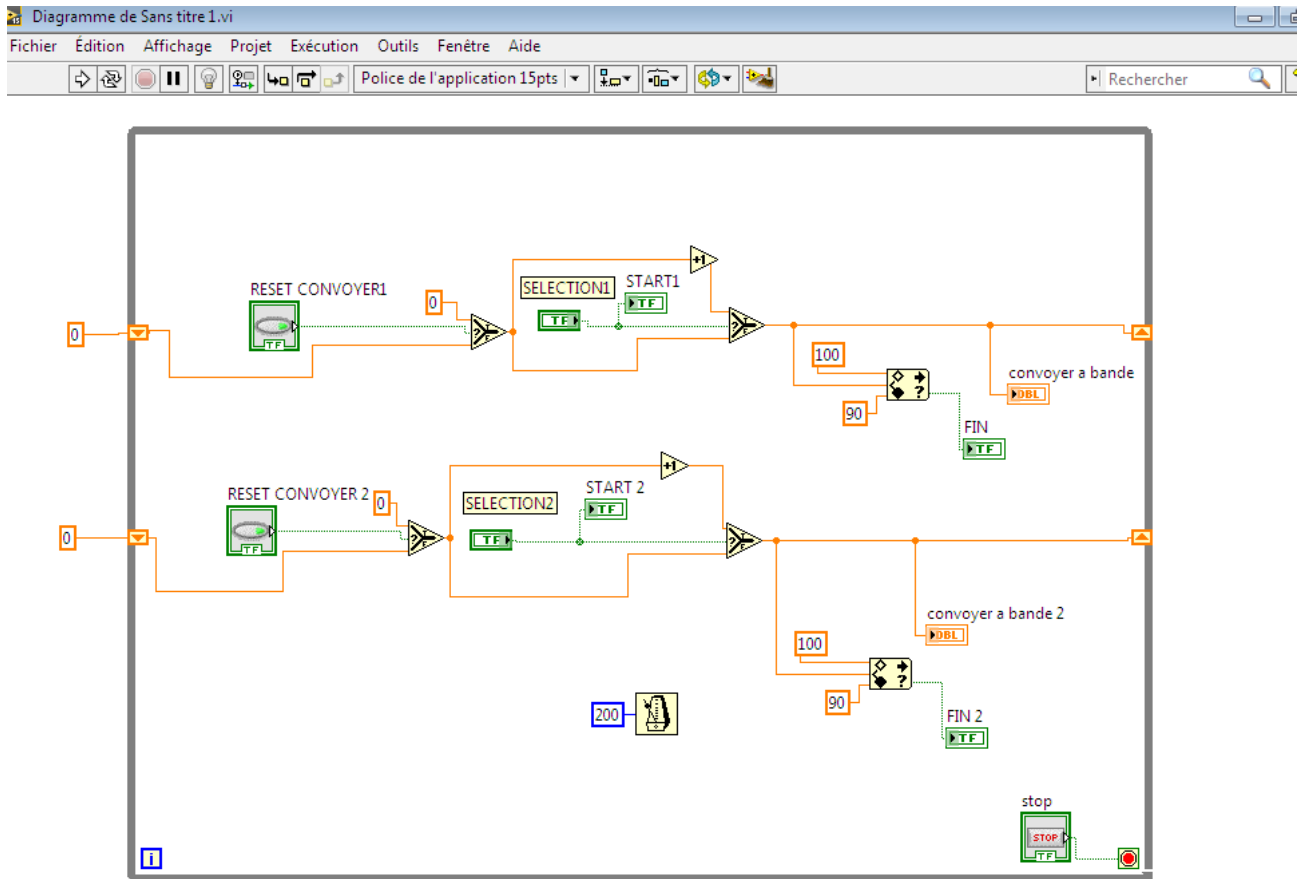 Diagramme de Sans titre 1.vi
Fichier Édition Affichage Projet Exécution Outils Fenêtre Aide
Police de l'application 15pts
Rechercher
RESET CONVOYER1
TF
0
0
SELECTION1
TF
START1
TF
+1
?
T
F
100
90
?
convoyer a bande
DBL
FIN
TF
RESET CONVOYER 2
TF
0
0
SELECTION2
TF
START 2
TF
+1
100
90
?
convoyer a bande 2
DBL
FIN 2
TF
200
stop
STOP
TF
i